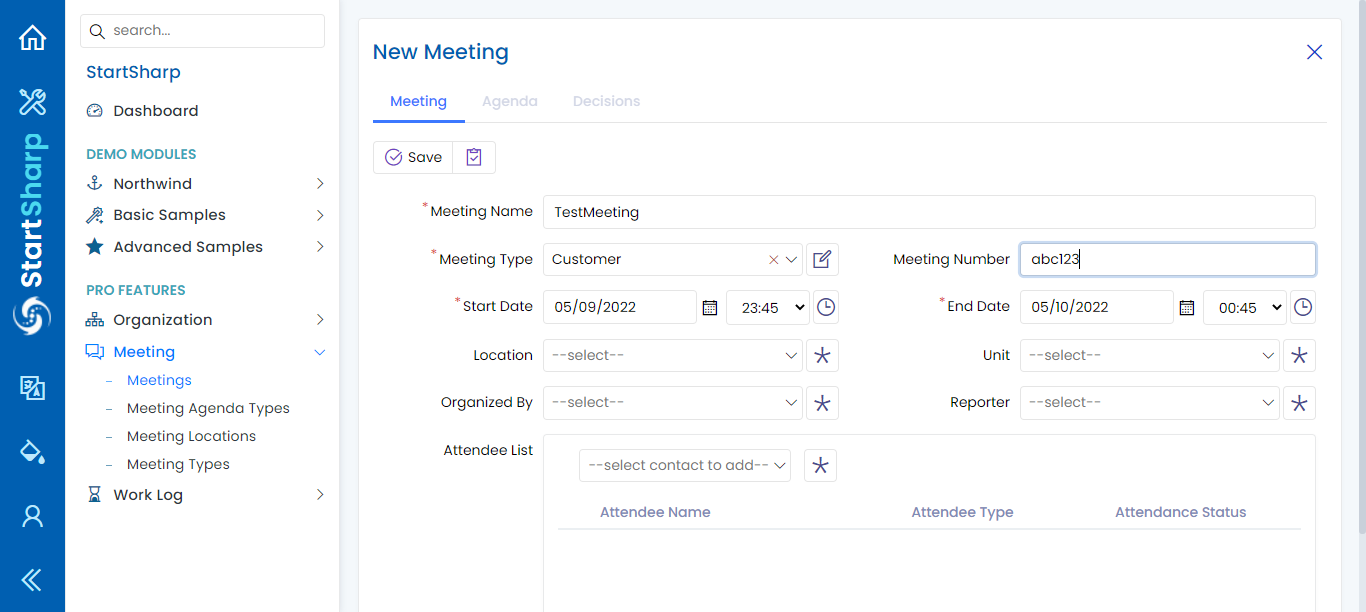 search...
StartSharp
StartSharp
Dashboard
DEMO MODULES
Northwind
Basic Samples
Advanced Samples
PRO FEATURES
Organization
Meeting
Meetings
Meeting Agenda Types
Meeting Locations
Meeting Types
Work Log
New Meeting
Meeting Agenda Decisions
Save
*Meeting Name TestMeeting
*Meeting Type Customer Meeting Number abc123
*Start Date 05/09/2022 23:45 *End Date 05/10/2022 00:45
Location --select-- Unit --select--
Organized By --select-- Reporter --select--
Attendee List --select contact to add--
Attendee Name Attendee Type Attendance Status